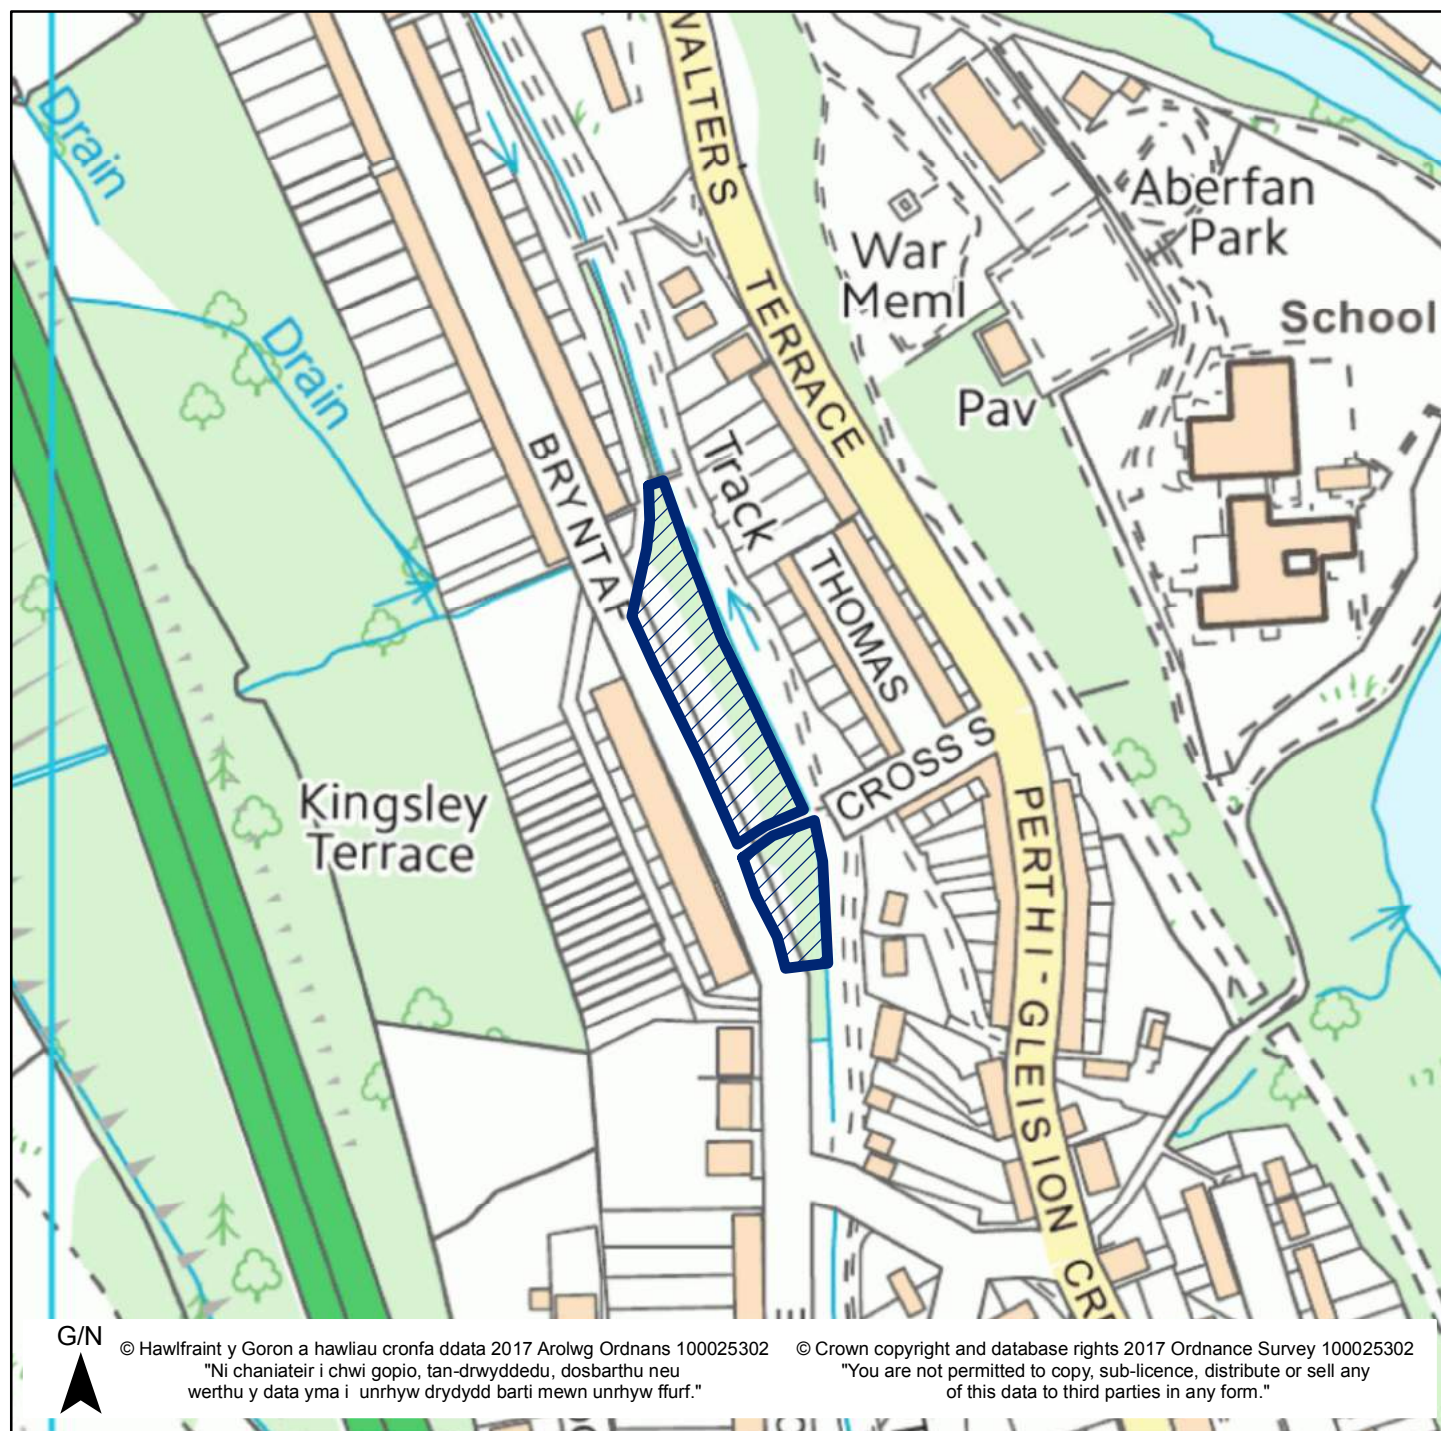 WALTER'S TERRACE
Drain
Aberfan
Park
War
Meml
School
Drain
Pav
Track
BRYNTAF
THOMAS
CROSS S
Kingsley
Terrace
PERTHI-GLEISION CRE
G/N
© Hawlfraint y Goron a hawliau cronfa ddata 2017 Arolwg Ordnans 100025302
"Ni chaniateir i chwi gopio, tan-drwyddedu, dosbarthu neu
werthu y data yma i unrhyw drydydd barti mewn unrhyw ffurf."
© Crown copyright and database rights 2017 Ordnance Survey 100025302
"You are not permitted to copy, sub-licence, distribute or sell any
of this data to third parties in any form."